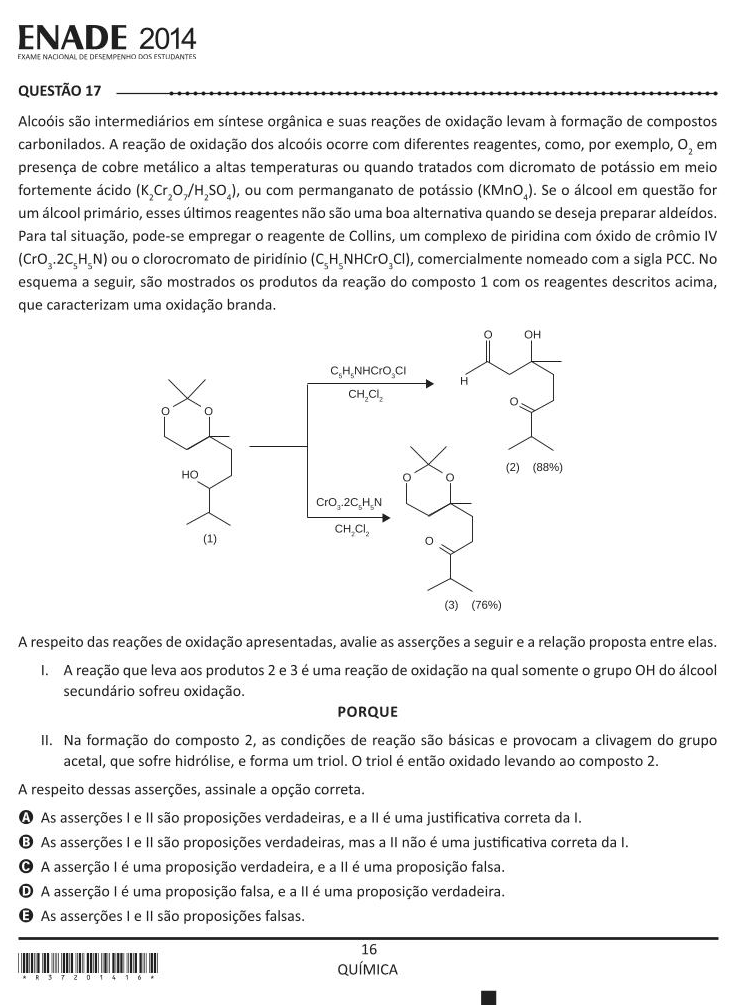 ENADE 2014
EXAME NACIONAL DE DESEMPENHO DOS ESTUDANTES
QUESTÃO 17
Alcoóis são intermediários em síntese orgânica e suas reações de oxidação levam à formação de compostos
carbonilados. A reação de oxidação dos alcoóis ocorre com diferentes reagentes, como, por exemplo, O₂ em
presença de cobre metálico a altas temperaturas ou quando tratados com dicromato de potássio em meio
fortemente ácido (K₂Cr₂O₇/H₂SO₄), ou com permanganato de potássio (KMnO₄). Se o álcool em questão for
um álcool primário, esses últimos reagentes não são uma boa alternativa quando se deseja preparar aldeídos.
Para tal situação, pode-se empregar o reagente de Collins, um complexo de piridina com óxido de crômio IV
(CrO₃.2C₅H₅N) ou o clorocromato de piridínio (C₅H₅NHCrO₃Cl), comercialmente nomeado com a sigla PCC. No
esquema a seguir, são mostrados os produtos da reação do composto 1 com os reagentes descritos acima,
que caracterizam uma oxidação branda.
O OH
C₅H₅NHCrO₃Cl
CH₂Cl₂
H
O O
O
HO
(2) (88%)
O O
CrO₃.2C₅H₅N
CH₂Cl₂
(1)
O
(3) (76%)
A respeito das reações de oxidação apresentadas, avalie as asserções a seguir e a relação proposta entre elas.
I. A reação que leva aos produtos 2 e 3 é uma reação de oxidação na qual somente o grupo OH do álcool
secundário sofreu oxidação.
PORQUE
II. Na formação do composto 2, as condições de reação são básicas e provocam a clivagem do grupo
acetal, que sofre hidrólise, e forma um triol. O triol é então oxidado levando ao composto 2.
A respeito dessas asserções, assinale a opção correta.
A As asserções I e II são proposições verdadeiras, e a II é uma justificativa correta da I.
B As asserções I e II são proposições verdadeiras, mas a II não é uma justificativa correta da I.
C A asserção I é uma proposição verdadeira, e a II é uma proposição falsa.
D A asserção I é uma proposição falsa, e a II é uma proposição verdadeira.
E As asserções I e II são proposições falsas.
16
QUÍMICA
* R 3 7 2 0 1 4 1 6 *